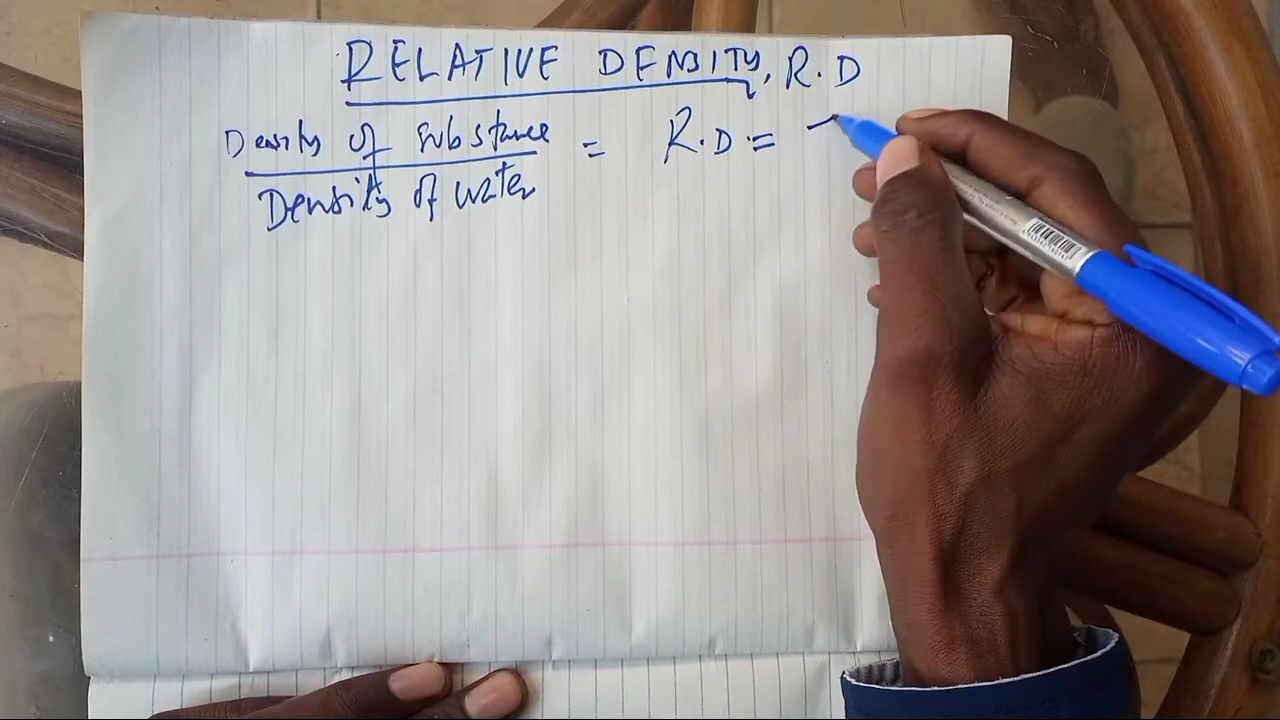 RELATIVE DENSITY, R.D
Density of substance = R.D =
Density of water